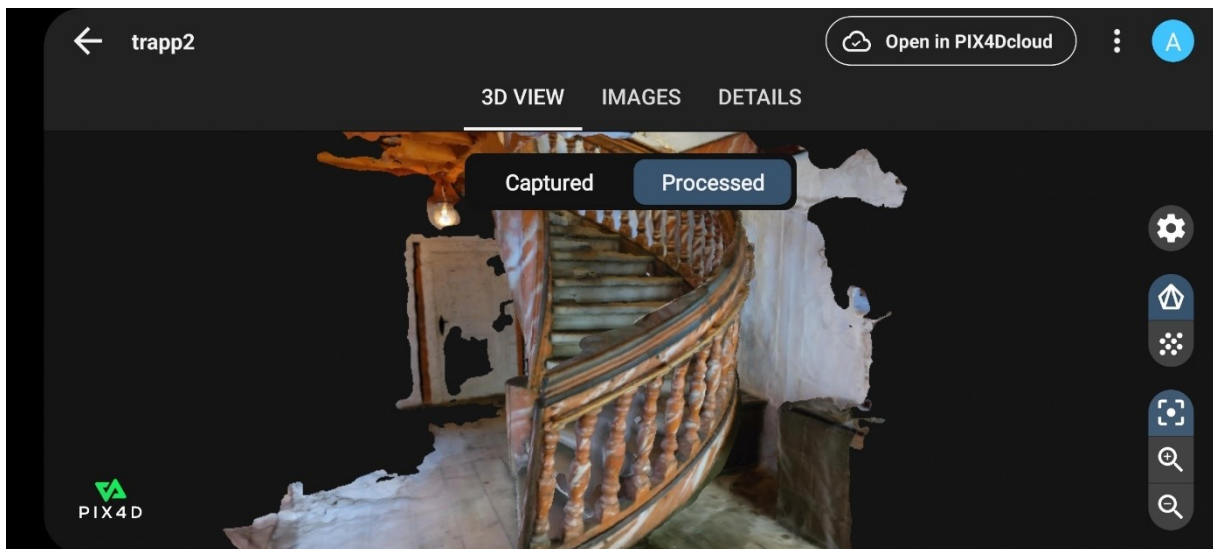 trapp2
Open in PIX4Dcloud
A
3D VIEW IMAGES DETAILS
Captured Processed
PIX4D